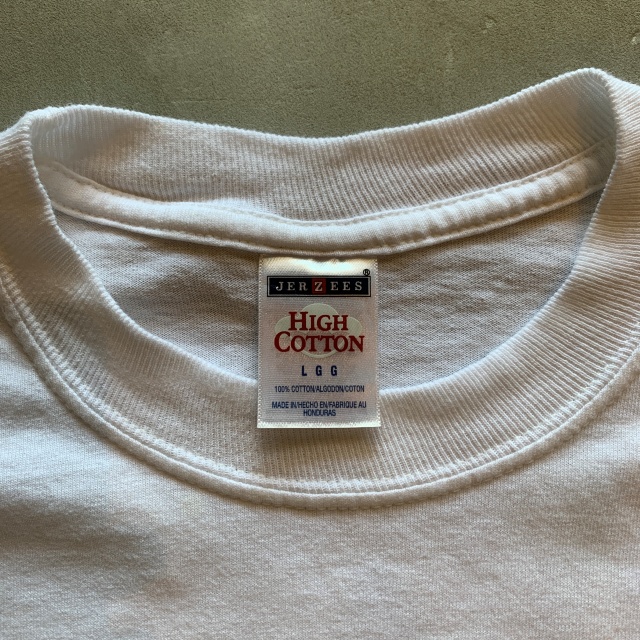 JERZEES®
HIGH
COTTON
L G G
100% COTTON/ALGODON/COTON
MADE IN/HECHO EN/FABRIQUE AU
HONDURAS